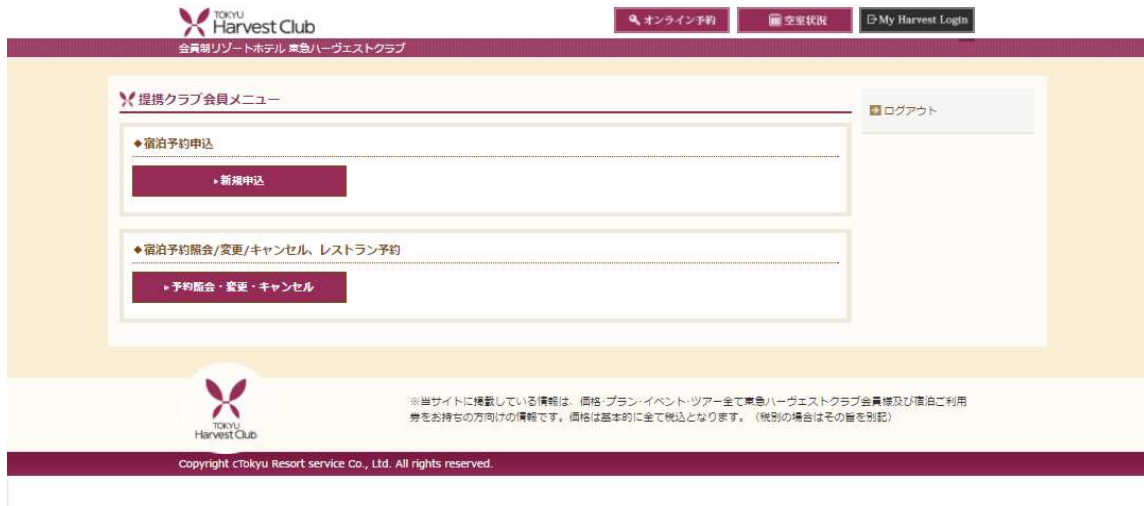 TOKYU
Harvest Club
オンライン予約
空室状況
My Harvest Login
会員制リゾートホテル 東急ハーヴェストクラブ
提携クラブ会員メニュー
ログアウト
◆宿泊予約申込
新規申込
◆宿泊予約照会/変更/キャンセル、レストラン予約
予約照会・変更・キャンセル
TOKYU
Harvest Club
※当サイトに掲載している情報は、価格·プラン·イベント·ツアー全て東急ハーヴェストクラブ会員様及び宿泊ご利用
券をお持ちの方向けの情報です。価格は基本的に全て税込となります。（税別の場合はその旨を別記）
Copyright cTokyu Resort service Co., Ltd. All rights reserved.